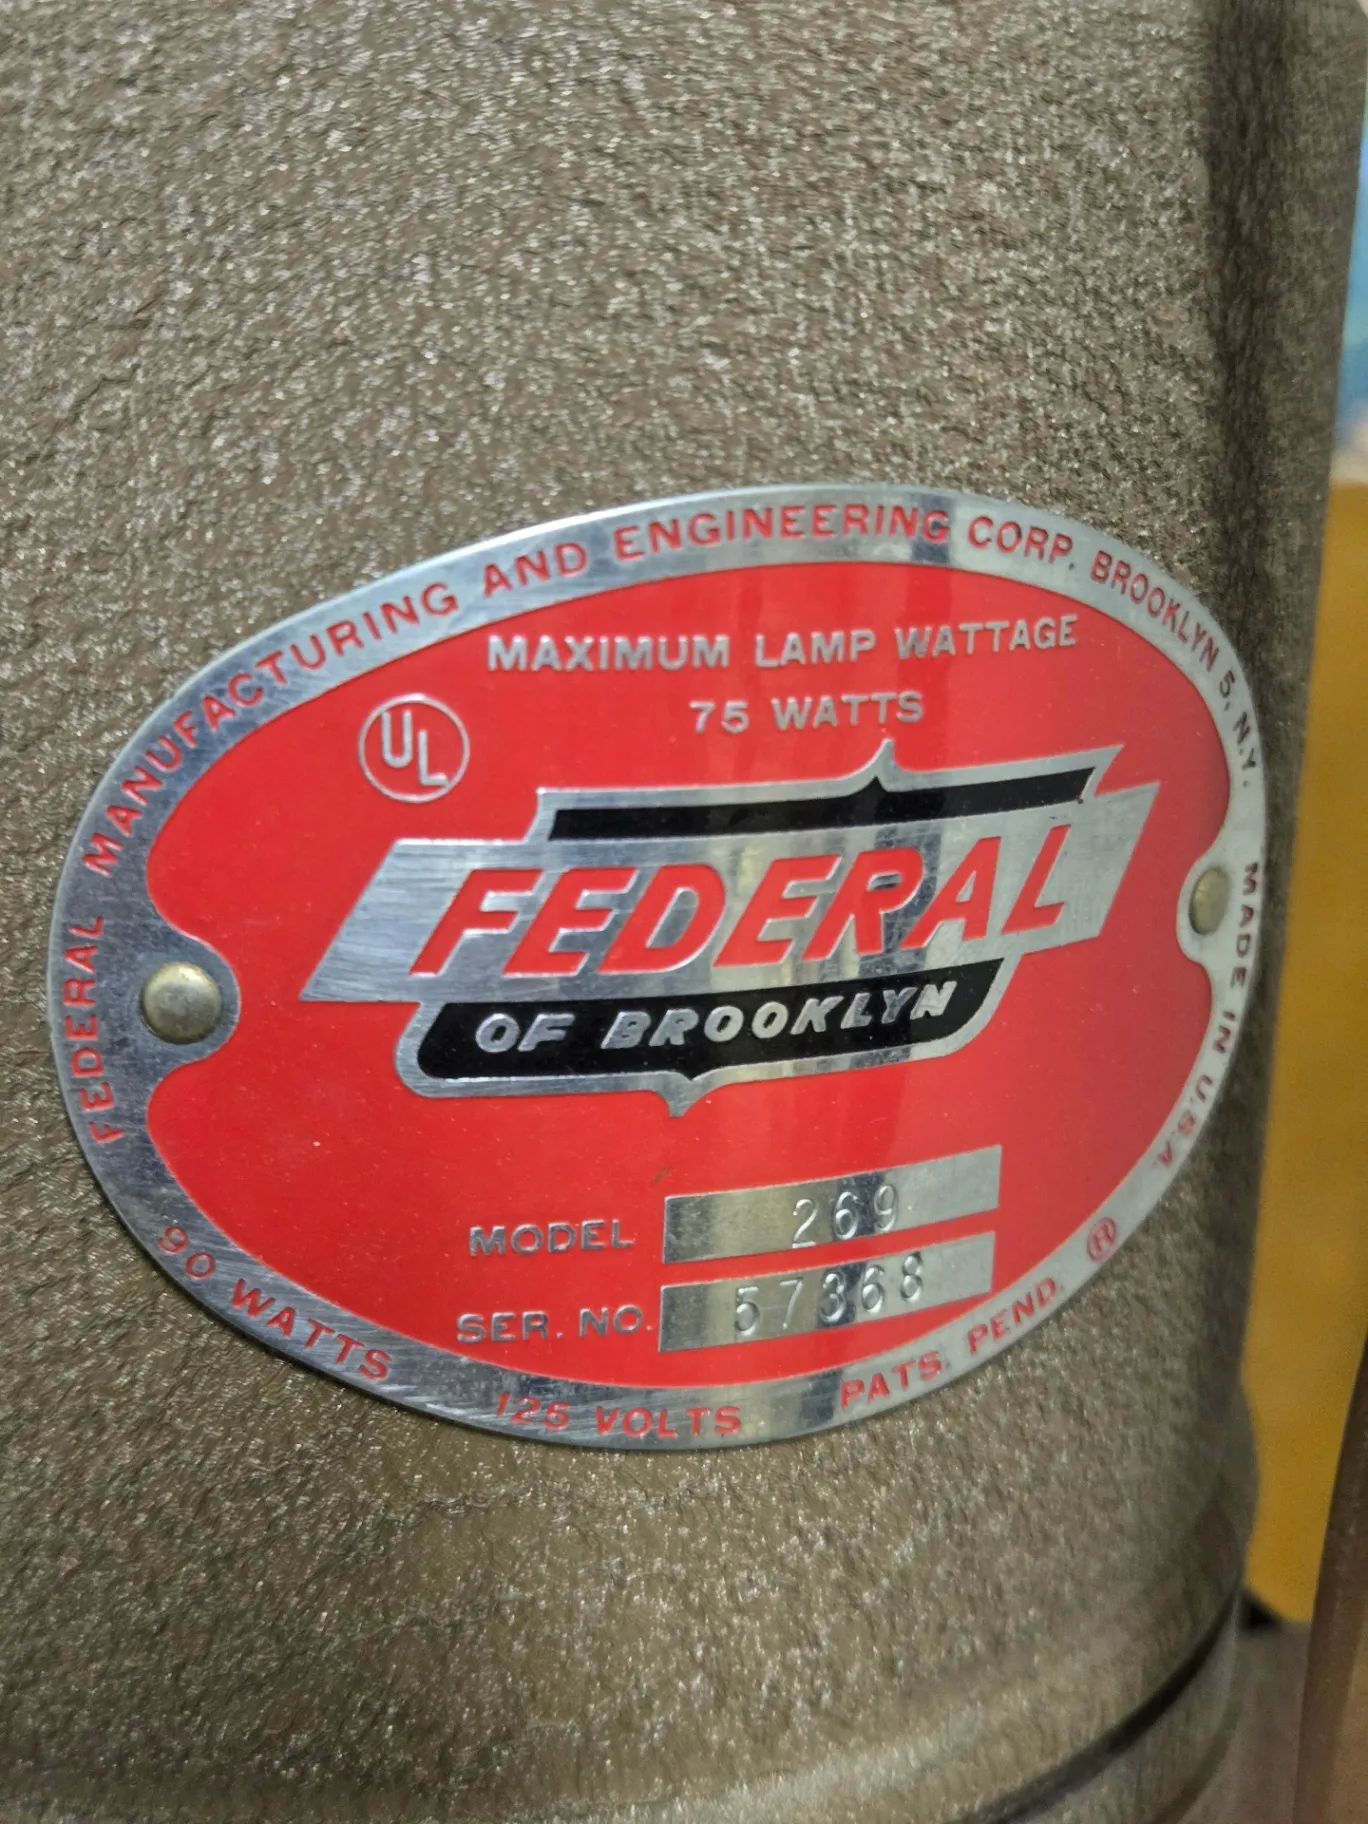 FEDERAL MANUFACTURING AND ENGINEERING CORP. BROOKLYN 5, N.Y.
MADE IN U.S.A.
MAXIMUM LAMP WATTAGE
75 WATTS
UL
FEDERAL
OF BROOKLYN
MODEL 269
SER. NO. 57368
90 WATTS 125 VOLTS PATS. PEND. ®